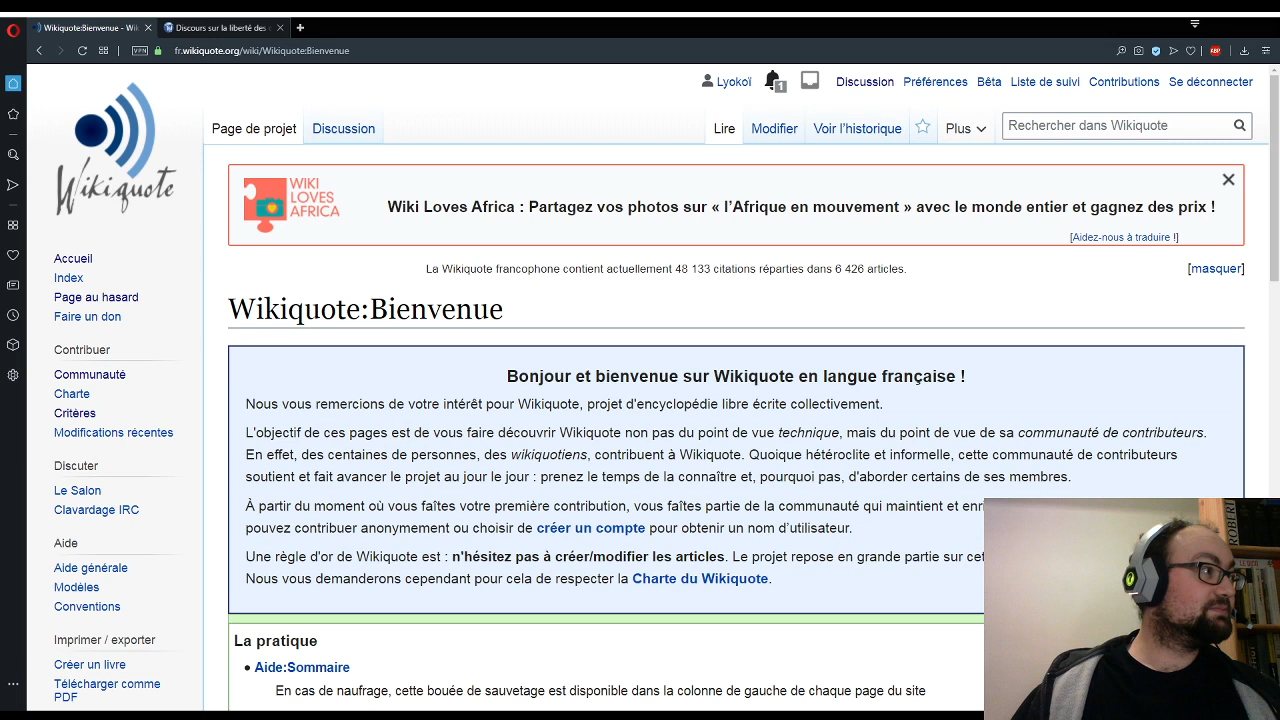 Wikiquote:Bienvenue - Wi
Discours sur la liberté des
VPN
fr.wikiquote.org/wiki/Wikiquote:Bienvenue
ABP
Lyokoï
1
Discussion
Préférences
Bêta
Liste de suivi
Contributions
Se déconnecter
Wikiquote
Page de projet
Discussion
Lire
Modifier
Voir l’historique
Plus
Rechercher dans Wikiquote
WIKI
LOVES
AFRICA
Wiki Loves Africa : Partagez vos photos sur « l’Afrique en mouvement » avec le monde entier et gagnez des prix !
[Aidez-nous à traduire !]
La Wikiquote francophone contient actuellement 48 133 citations réparties dans 6 426 articles.
[masquer]
Accueil
Index
Page au hasard
Faire un don
Contribuer
Communauté
Charte
Critères
Modifications récentes
Discuter
Le Salon
Clavardage IRC
Aide
Aide générale
Modèles
Conventions
Imprimer / exporter
Créer un livre
Télécharger comme
PDF
Wikiquote:Bienvenue
Bonjour et bienvenue sur Wikiquote en langue française !
Nous vous remercions de votre intérêt pour Wikiquote, projet d'encyclopédie libre écrite collectivement.
L'objectif de ces pages est de vous faire découvrir Wikiquote non pas du point de vue technique, mais du point de vue de sa communauté de contributeurs.
En effet, des centaines de personnes, des wikiquotiens, contribuent à Wikiquote. Quoique hétéroclite et informelle, cette communauté de contributeurs
soutient et fait avancer le projet au jour le jour : prenez le temps de la connaître et, pourquoi pas, d'aborder certains de ses membres.
À partir du moment où vous faîtes votre première contribution, vous faîtes partie de la communauté qui maintient et enri
pouvez contribuer anonymement ou choisir de créer un compte pour obtenir un nom d’utilisateur.
Une règle d'or de Wikiquote est : n'hésitez pas à créer/modifier les articles. Le projet repose en grande partie sur cet
Nous vous demanderons cependant pour cela de respecter la Charte du Wikiquote.
La pratique
• Aide:Sommaire
En cas de naufrage, cette bouée de sauvetage est disponible dans la colonne de gauche de chaque page du site
ROBERT